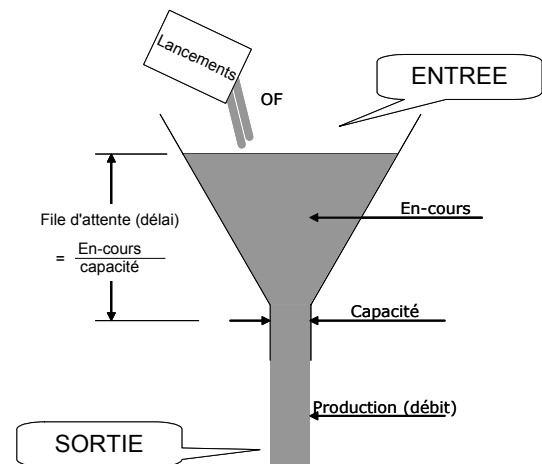 Lancements
OF
ENTREE
File d'attente (délai)
= En-cours
capacité
En-cours
Capacité
Production (débit)
SORTIE